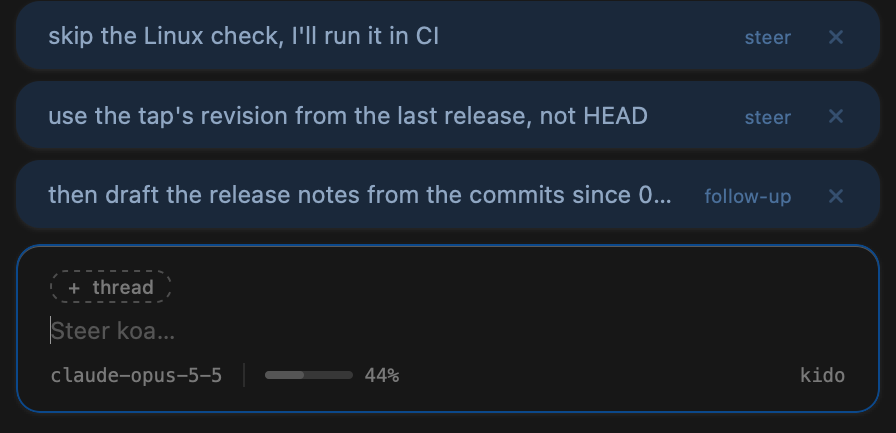 skip the Linux check, I'll run it in CI steer ×
use the tap's revision from the last release, not HEAD steer ×
then draft the release notes from the commits since 0… follow-up ×
+ thread
Steer koa…
claude-opus-5-5 44% kido